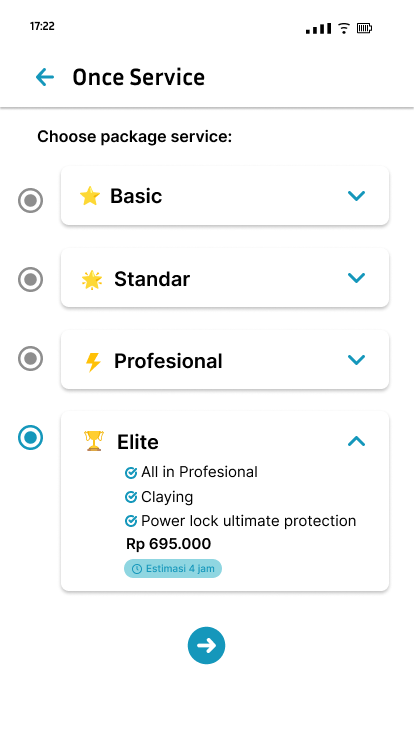 17:22
Once Service
Choose package service:
Basic
Standar
Profesional
Elite
All in Profesional
Claying
Power lock ultimate protection
Rp 695.000
Estimasi 4 jam